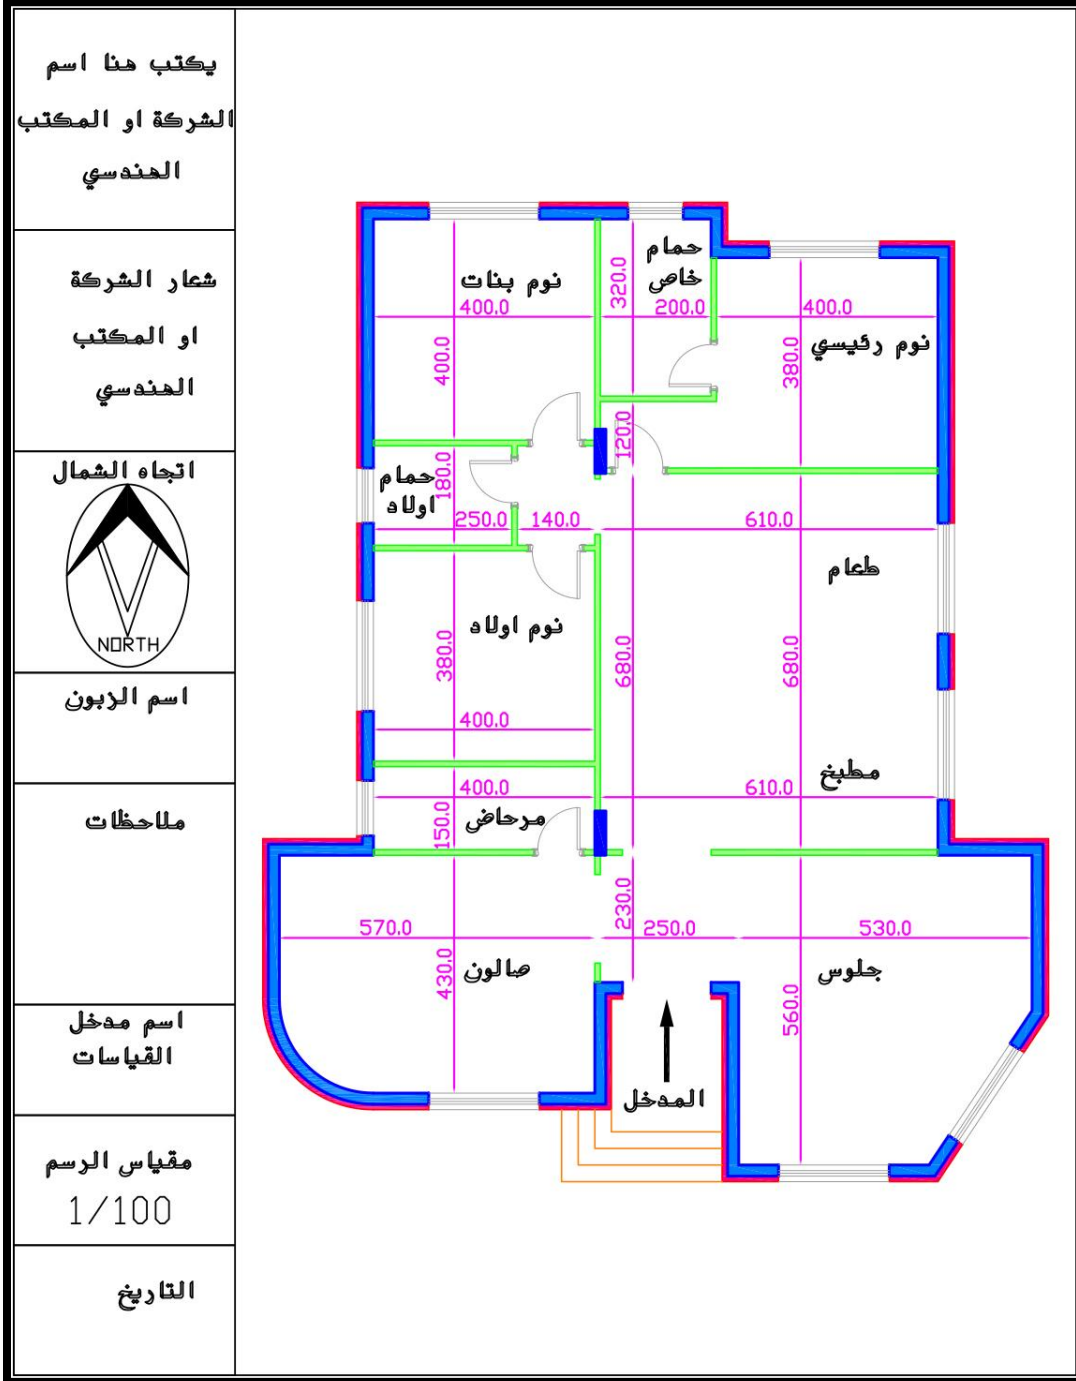 يكتب هنا اسم
الشركة او المكتب
الهندسي
شعار الشركة
او المكتب
الهندسي
اتجاه الشمال
NORTH
اسم الزبون
ملاحظات
اسم مدخل
القياسات
مقياس الرسم
1/100
التاريخ
حمام
خاص
320.0
200.0
نوم بنات
400.0
400.0
400.0
نوم رئيسي
380.0
120.0
حمام
اولاد
180.0
250.0
140.0
610.0
طعام
نوم اولاد
380.0
680.0
680.0
400.0
مطبخ
400.0
610.0
مرحاض
150.0
230.0
570.0
250.0
530.0
صالون
430.0
جلوس
560.0
المدخل